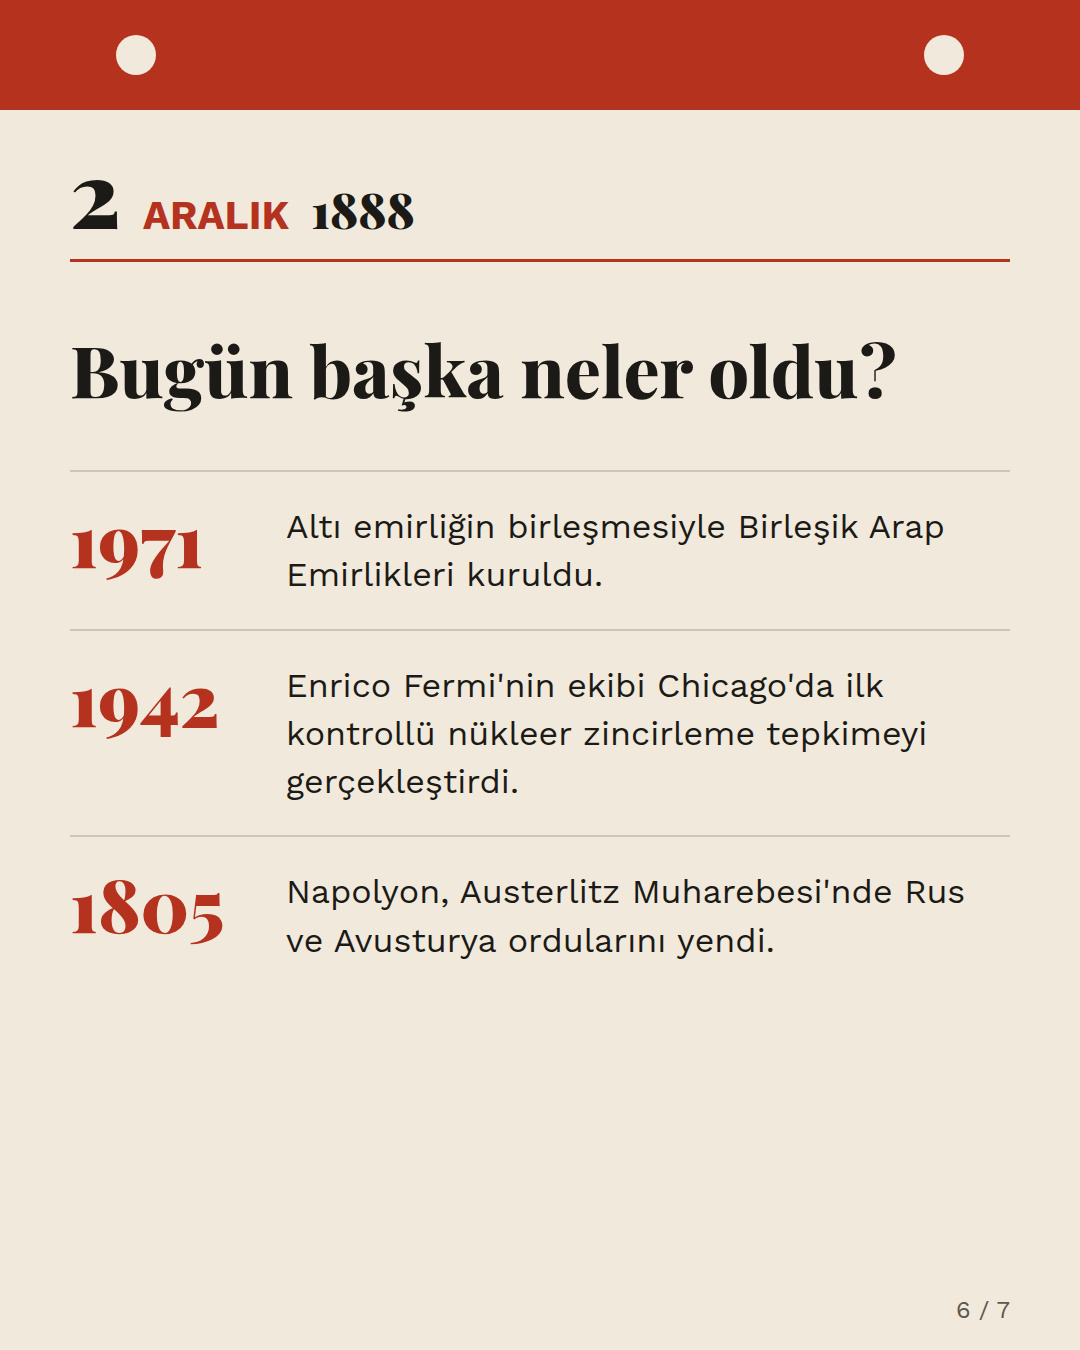 2 ARALIK 1888
Bugün başka neler oldu?
1971
Altı emirliğin birleşmesiyle Birleşik Arap
Emirlikleri kuruldu.
1942
Enrico Fermi'nin ekibi Chicago'da ilk
kontrollü nükleer zincirleme tepkimeyi
gerçekleştirdi.
1805
Napolyon, Austerlitz Muharebesi'nde Rus
ve Avusturya ordularını yendi.
6 / 7